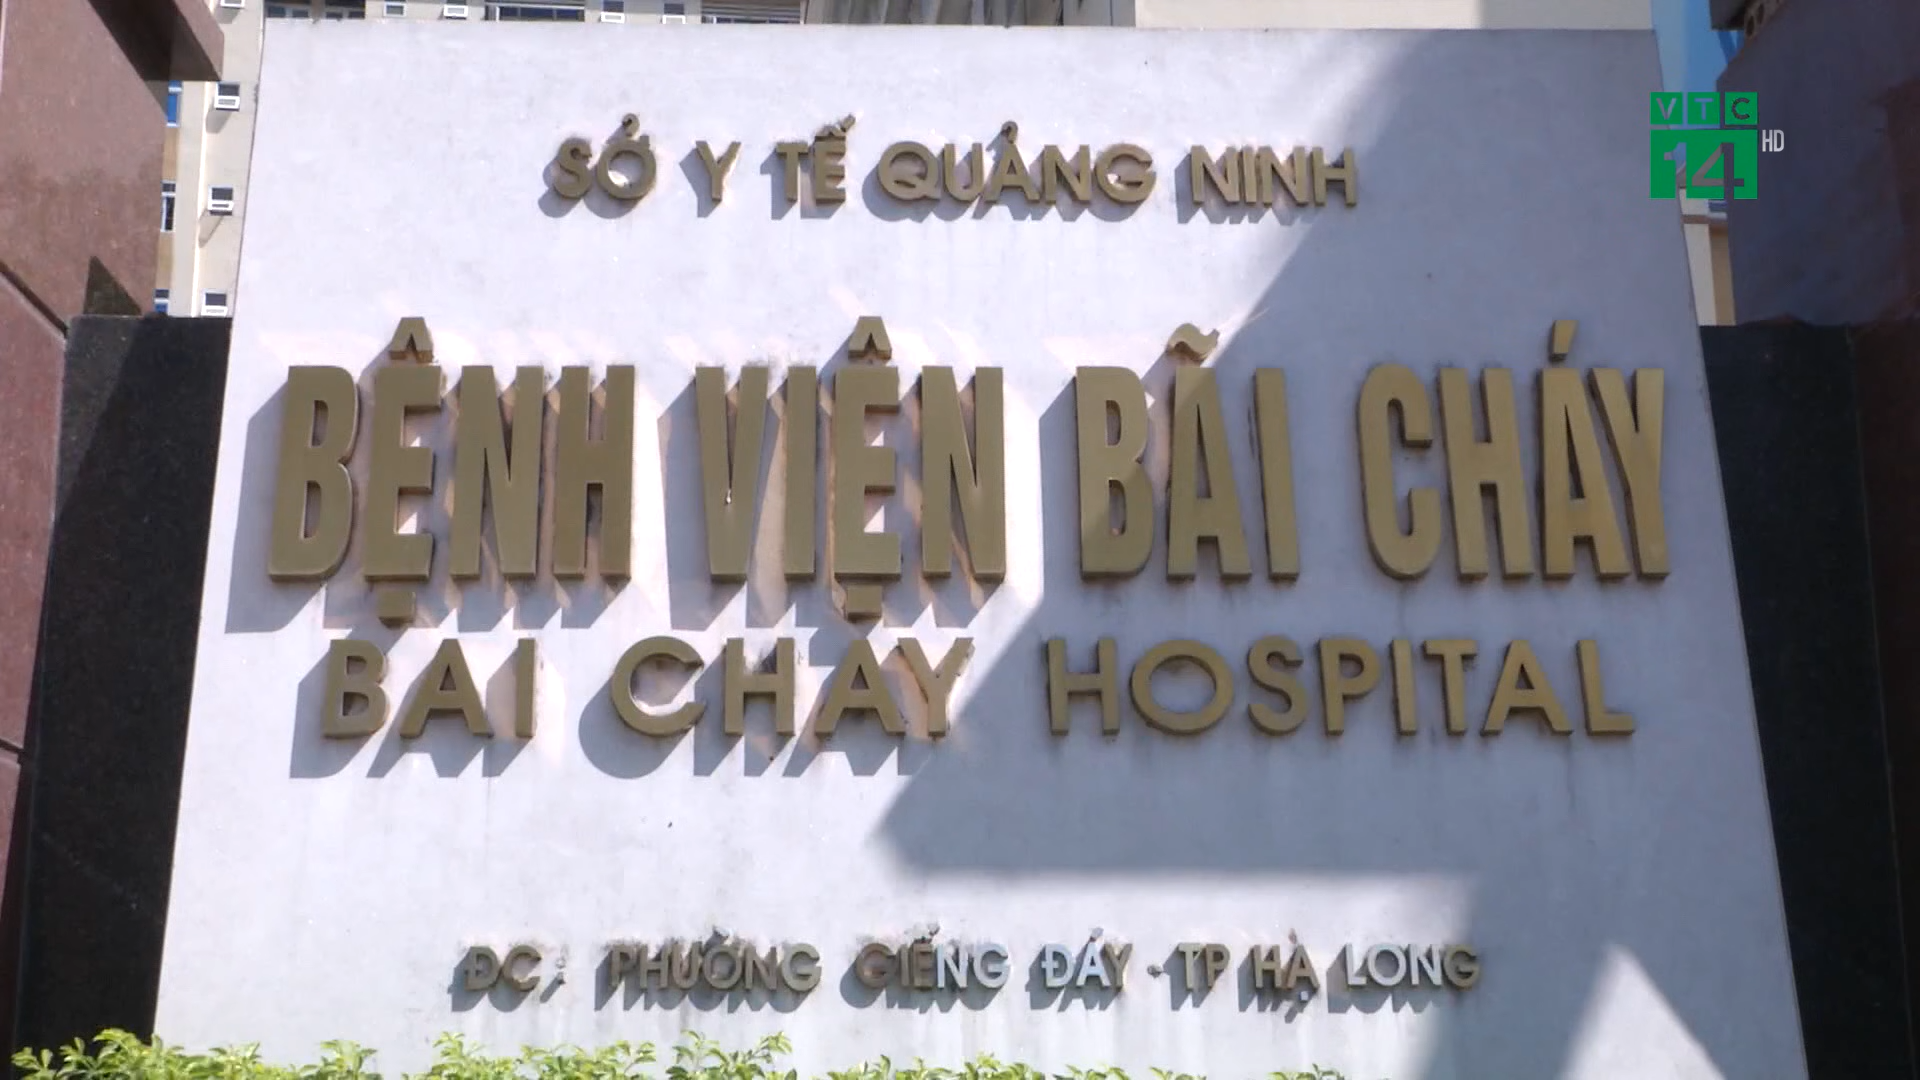 SỞ Y TẾ QUẢNG NINH
VTC
14 HD
BỆNH VIỆN BÃI CHÁY
BAI CHAY HOSPITAL
ĐC: PHƯỜNG GIẾNG ĐÁY - TP HẠ LONG